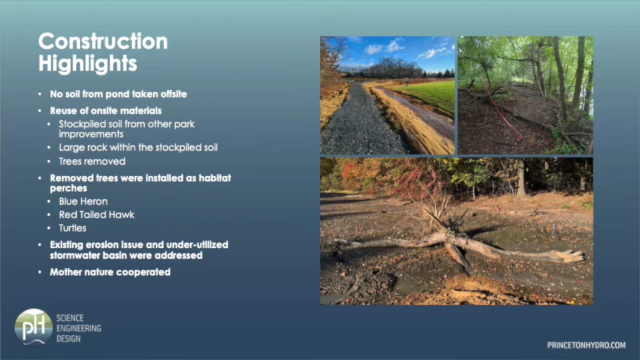 Construction
Highlights
• No soil from pond taken offsite
• Reuse of onsite materials
• Stockpiled soil from other park
improvements
• Large rock within the stockpiled soil
• Trees removed
• Removed trees were installed as habitat
perches
• Blue Heron
• Red Tailed Hawk
• Turtles
• Existing erosion issue and under-utilized
stormwater basin were addressed
• Mother nature cooperated
pH
SCIENCE
ENGINEERING
DESIGN
PRINCETONHYDRO.COM